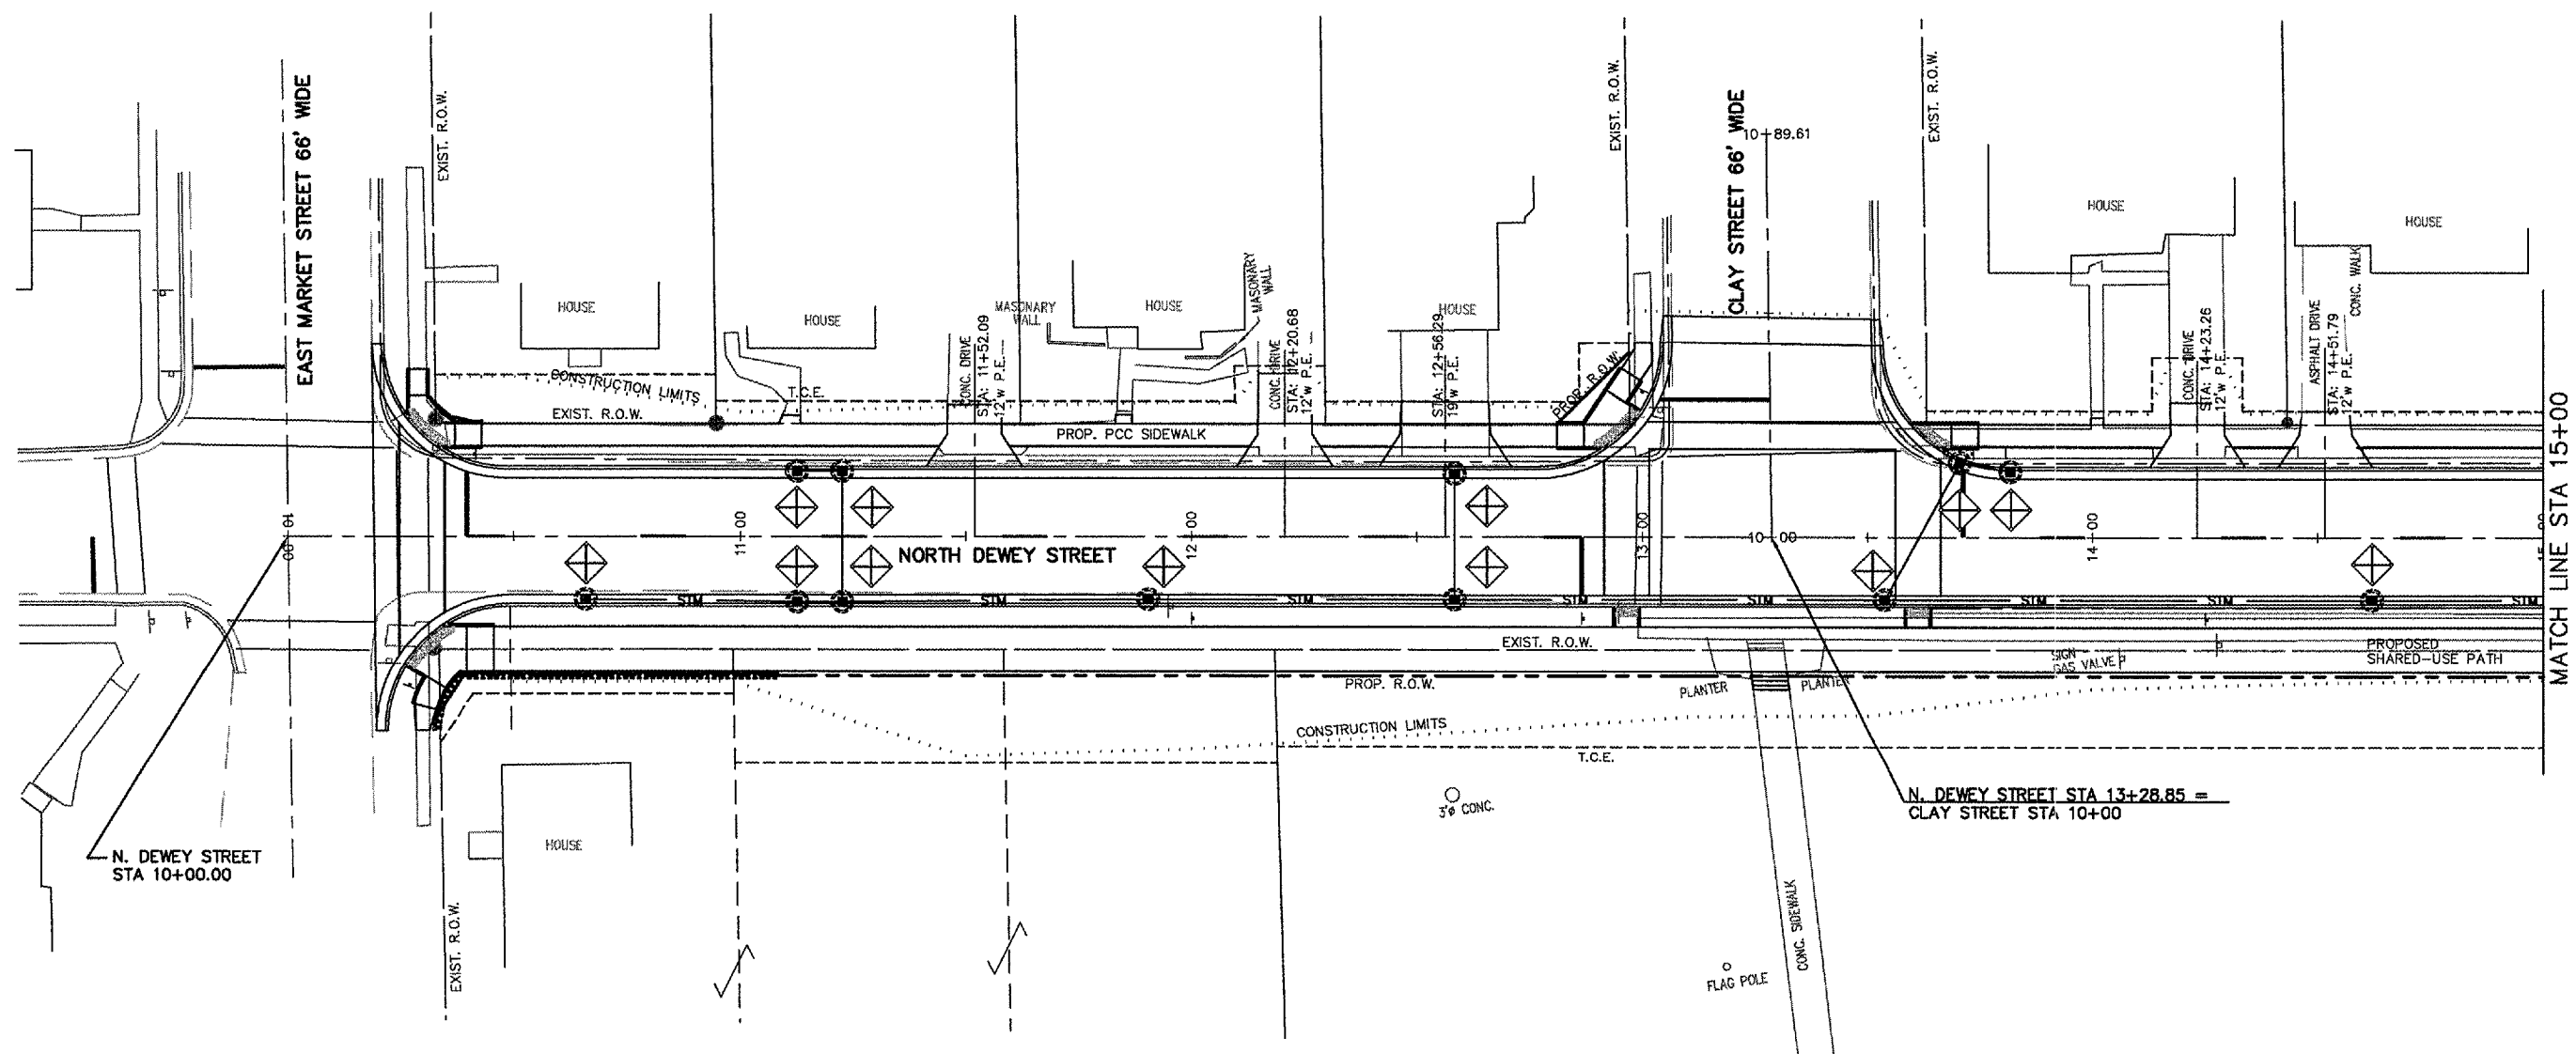 EAST MARKET STREET 66' WIDE
EXIST. R.O.W.
EXIST. R.O.W.
CLAY STREET 66' WIDE
10+89.61
EXIST. R.O.W.
HOUSE
HOUSE
HOUSE
HOUSE
MASONARY
WALL
HOUSE
MASONARY
WALL
HOUSE
CONSTRUCTION LIMITS
T.C.E.
EXIST. R.O.W.
CONC. DRIVE
STA: 11+52.09
12'w P.E.
CONC. DRIVE
STA: 12+20.68
12'w P.E.
STA: 12+56.29
19'w P.E.
PROP. R.O.W.
CONC. DRIVE
STA: 14+23.26
12'w P.E.
ASPHALT DRIVE
STA: 14+51.79
12'w P.E.
CONC. WALK
PROP. PCC SIDEWALK
MATCH LINE STA 15+00
10+00
11+00
12+00
13+00
10+00
14+00
NORTH DEWEY STREET
STM
STM
STM
STM
STM
STM
STM
STM
EXIST. R.O.W.
PROP. R.O.W.
PLANTER
PLANTER
SIGN
GAS VALVE
PROPOSED
SHARED-USE PATH
CONSTRUCTION LIMITS
T.C.E.
3'ø CONC.
N. DEWEY STREET STA 13+28.85 =
CLAY STREET STA 10+00
N. DEWEY STREET
STA 10+00.00
HOUSE
EXIST. R.O.W.
CONC. SIDEWALK
FLAG POLE